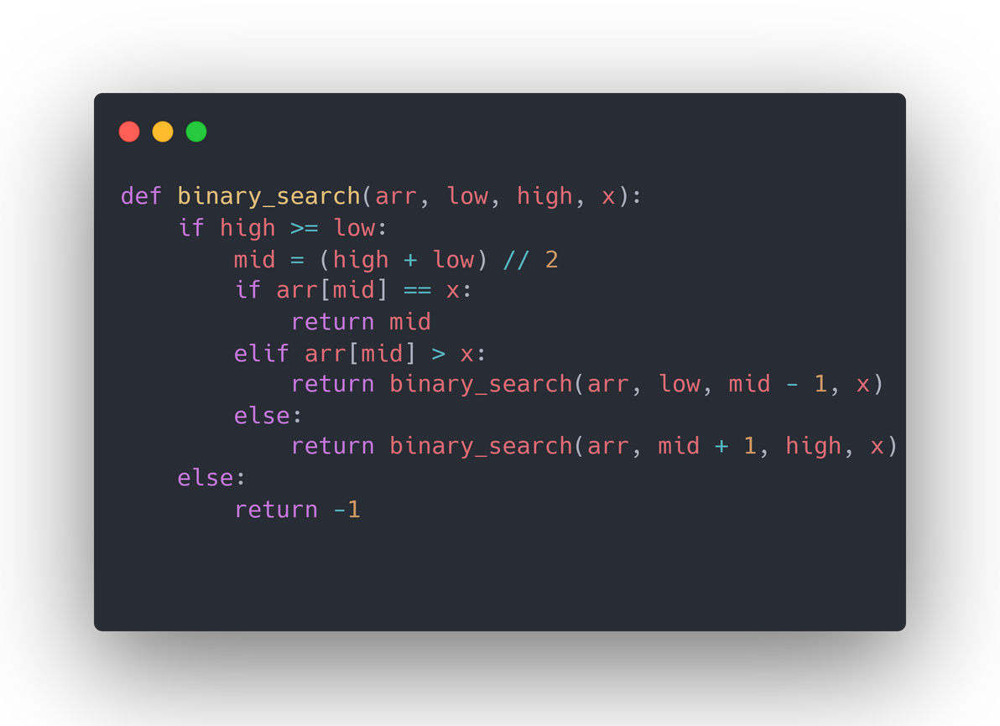 def binary_search(arr, low, high, x):
    if high >= low:
        mid = (high + low) // 2
        if arr[mid] == x:
            return mid
        elif arr[mid] > x:
            return binary_search(arr, low, mid - 1, x)
        else:
            return binary_search(arr, mid + 1, high, x)
    else:
        return -1